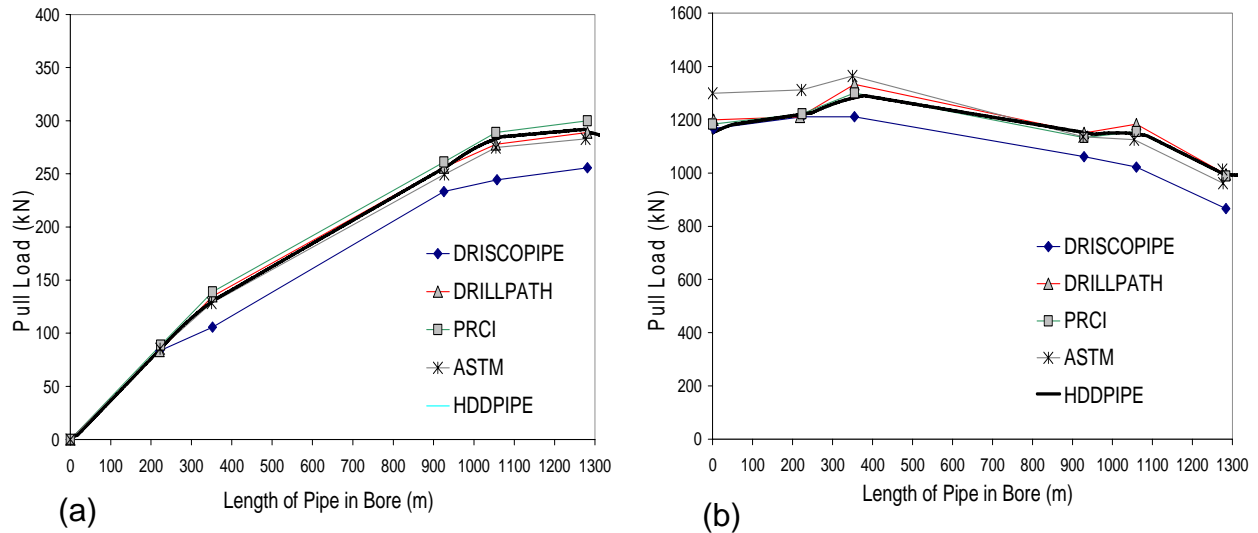 400
350
300
250
200
150
100
50
0
Pull Load (kN)
0 100 200 300 400 500 600 700 800 900 1000 1100 1200 1300
Length of Pipe in Bore (m)
DRISCOPIPE
DRILLPATH
PRCI
ASTM
HDDPIPE
(a)
1600
1400
1200
1000
800
600
400
200
0
Pull Load (kN)
0 100 200 300 400 500 600 700 800 900 1000 1100 1200 1300
Length of Pipe in Bore (m)
DRISCOPIPE
DRILLPATH
PRCI
ASTM
HDDPIPE
(b)